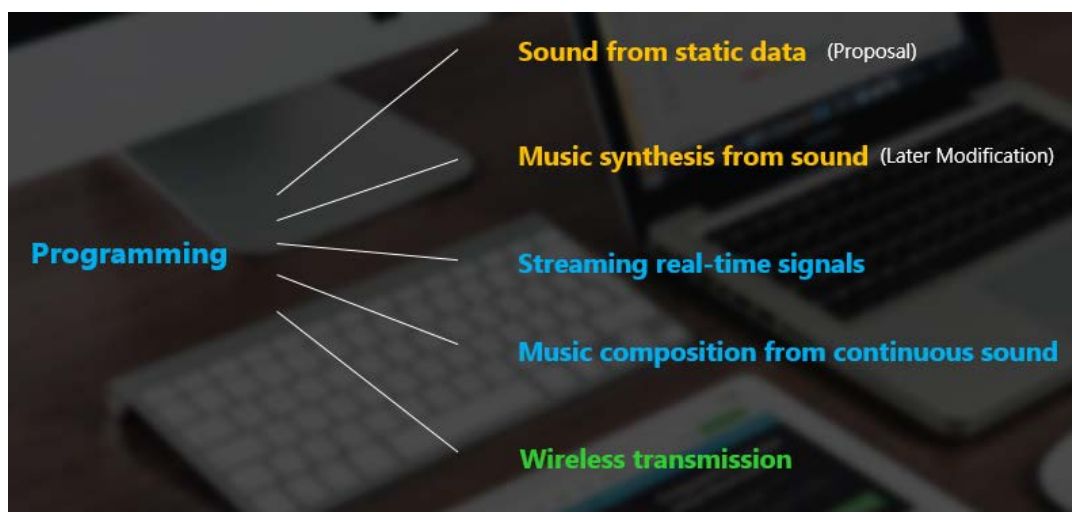 Sound from static data (Proposal)
Music synthesis from sound (Later Modification)
Programming
Streaming real-time signals
Music composition from continuous sound
Wireless transmission